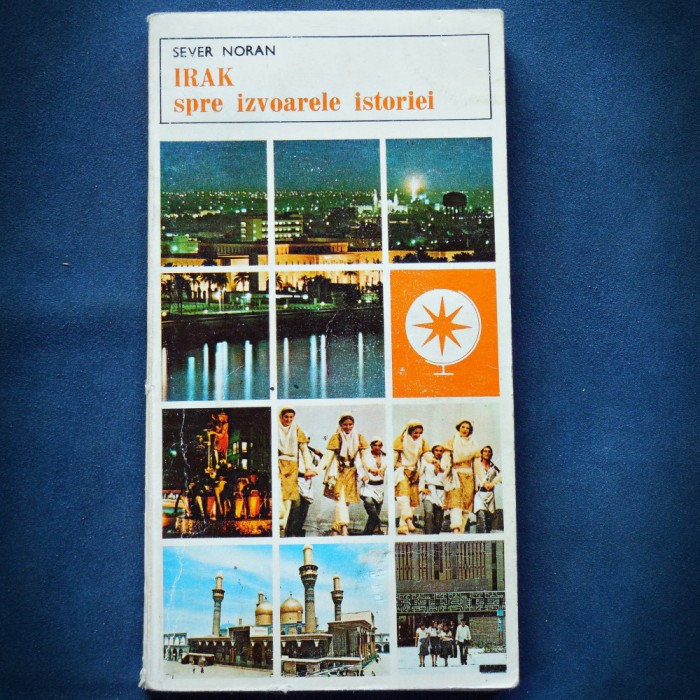 SEVER NORAN
IRAK
spre izvoarele istoriei